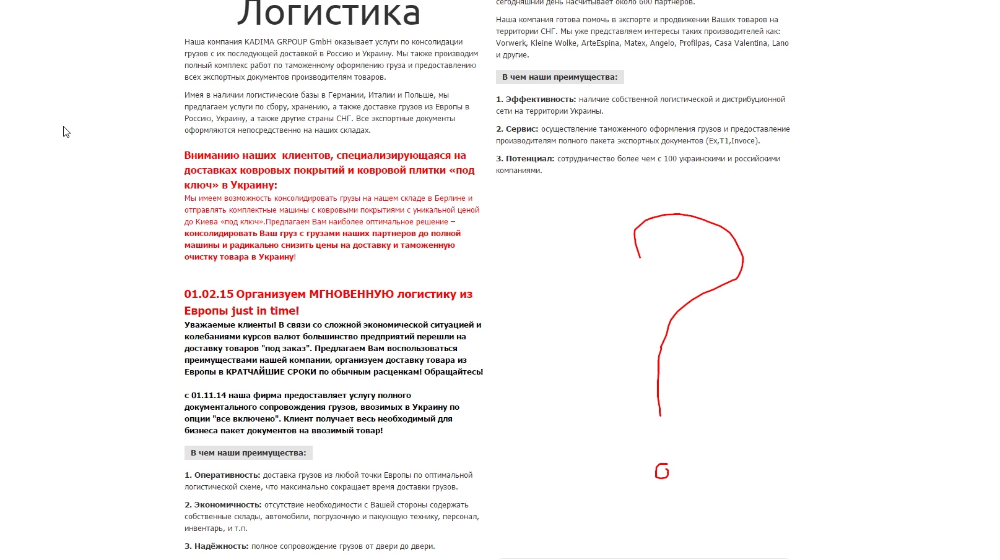 Логистика
Наша компания KADIMA GRPOUP GmbH оказывает услуги по консолидации
грузов с их последующей доставкой в Россию и Украину. Мы также производим
полный комплекс работ по таможенному оформлению груза и предоставлению
всех экспортных документов производителям товаров.
Имея в наличии логистические базы в Германии, Италии и Польше, мы
предлагаем услуги по сбору, хранению, а также доставке грузов из Европы в
Россию, Украину, а также другие страны СНГ. Все экспортные документы
оформляются непосредственно на наших складах.
Вниманию наших  клиентов, специализирующаяся на
доставках ковровых покрытий и ковровой плитки «под
ключ» в Украину:
Мы имеем возможность консолидировать грузы на нашем складе в Берлине и
отправлять комплектные машины с ковровыми покрытиями с уникальной ценой
до Киева «под ключ».Предлагаем Вам наиболее оптимальное решение –
консолидировать Ваш груз с грузами наших партнеров до полной
машины и радикально снизить цены на доставку и таможенную
очистку товара в Украину!
01.02.15 Организуем МГНОВЕННУЮ логистику из
Европы just in time!
Уважаемые клиенты! В связи со сложной экономической ситуацией и
колебаниями курсов валют большинство предприятий перешли на
доставку товаров "под заказ". Предлагаем Вам воспользоваться
преимуществами нашей компании, организуем доставку товара из
Европы в КРАТЧАЙШИЕ СРОКИ по обычным расценкам! Обращайтесь!
с 01.11.14 наша фирма предоставляет услугу полного
документального сопровождения грузов, ввозимых в Украину по
опции "все включено". Клиент получает весь необходимый для
бизнеса пакет документов на ввозимый товар!
В чем наши преимущества:
1. Оперативность: доставка грузов из любой точки Европы по оптимальной
логистической схеме, что максимально сокращает время доставки грузов.
2. Экономичность: отсутствие необходимости с Вашей стороны содержать
собственные склады, автомобили, погрузочную и пакующую технику, персонал,
инвентарь, и т.п.
3. Надёжность: полное сопровождение грузов от двери до двери.
сегодняшний день насчитывает около 600 партнеров.
Наша компания готова помочь в экспорте и продвижении Ваших товаров на
территории СНГ. Мы уже представляем интересы таких производителей как:
Vorwerk, Kleine Wolke, ArteEspina, Matex, Angelo, Profilpas, Casa Valentina, Lano
и другие.
В чем наши преимущества:
1. Эффективность: наличие собственной логистической и дистрибуционной
сети на территории Украины.
2. Сервис: осуществление таможенного оформления грузов и предоставление
производителям полного пакета экспортных документов (Ex,T1,Invoce).
3. Потенциал: сотрудничество более чем с 100 украинскими и российскими
компаниями.
?